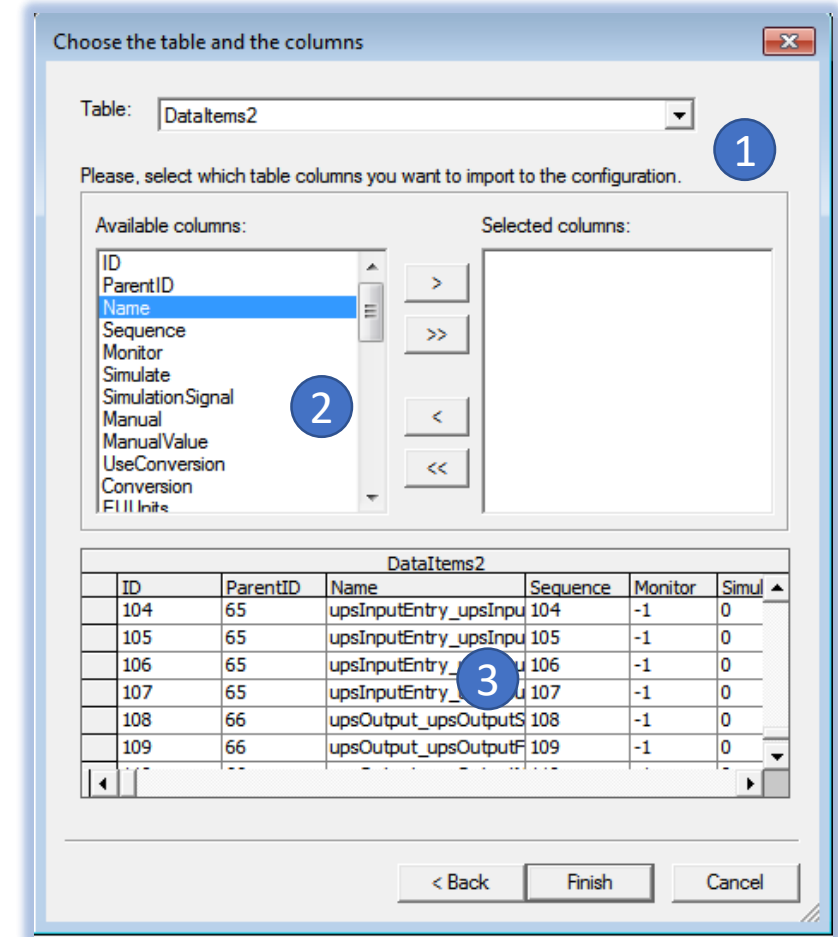 Choose the table and the columns
Table: DataItems2
1
Please, select which table columns you want to import to the configuration.
Available columns: Selected columns:
ID
ParentID
>
Name
Sequence
>>
Monitor
Simulate
SimulationSignal
2
Manual
<
ManualValue
UseConversion
<<
Conversion
EUUnits
DataItems2
ID ParentID Name Sequence Monitor Simul
104 65 upsInputEntry_upsInpu 104 -1 0
105 65 upsInputEntry_upsInpu 105 -1 0
106 65 upsInputEntry_ u 106 -1 0
3
107 65 upsInputEntry_ u 107 -1 0
108 66 upsOutput_upsOutputS 108 -1 0
109 66 upsOutput_upsOutputF 109 -1 0
< Back Finish Cancel